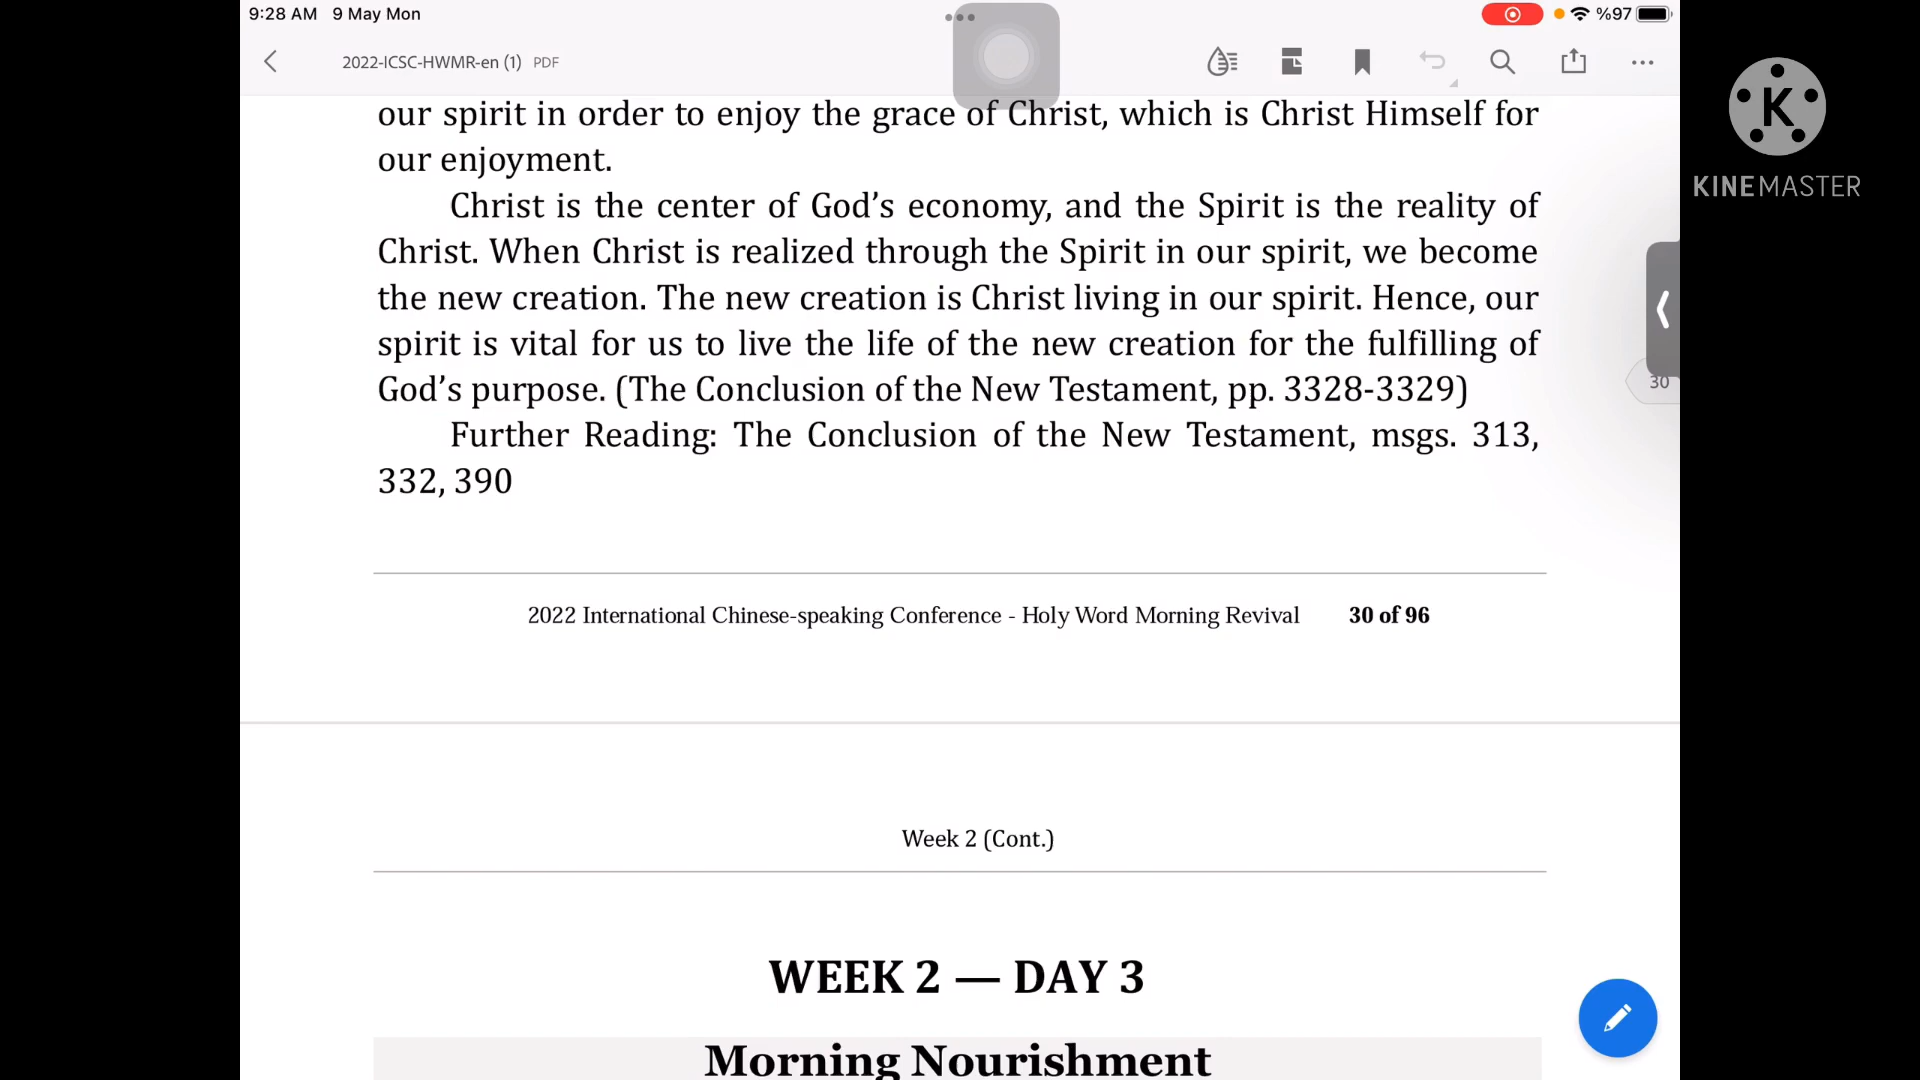 9:28 AM 9 May Mon
%97
2022-ICSC-HWMR-en (1) PDF
K
KINEMASTER
our spirit in order to enjoy the grace of Christ, which is Christ Himself for
our enjoyment.
Christ is the center of God’s economy, and the Spirit is the reality of
Christ. When Christ is realized through the Spirit in our spirit, we become
the new creation. The new creation is Christ living in our spirit. Hence, our
spirit is vital for us to live the life of the new creation for the fulfilling of
God’s purpose. (The Conclusion of the New Testament, pp. 3328-3329)
30
Further Reading: The Conclusion of the New Testament, msgs. 313,
332, 390
2022 International Chinese-speaking Conference - Holy Word Morning Revival 30 of 96
Week 2 (Cont.)
WEEK 2 — DAY 3
Morning Nourishment